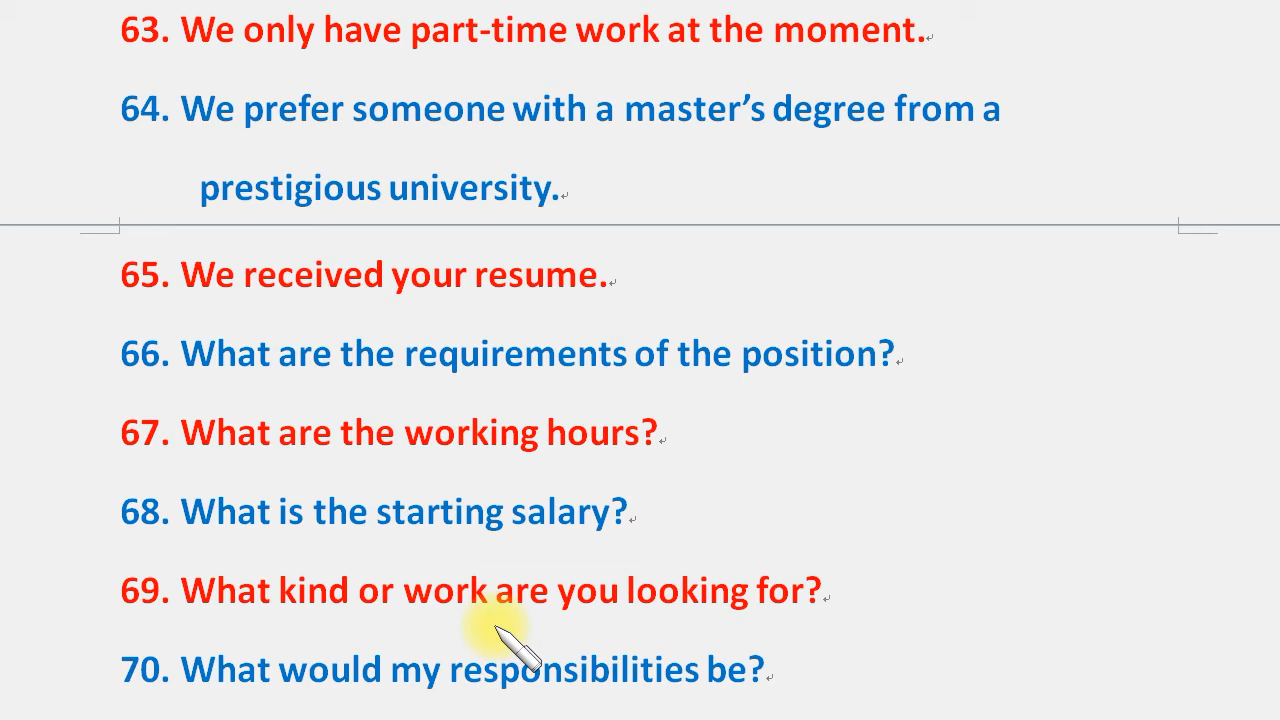 63. We only have part-time work at the moment.
64. We prefer someone with a master’s degree from a
prestigious university.
65. We received your resume.
66. What are the requirements of the position?
67. What are the working hours?
68. What is the starting salary?
69. What kind or work are you looking for?
70. What would my responsibilities be?